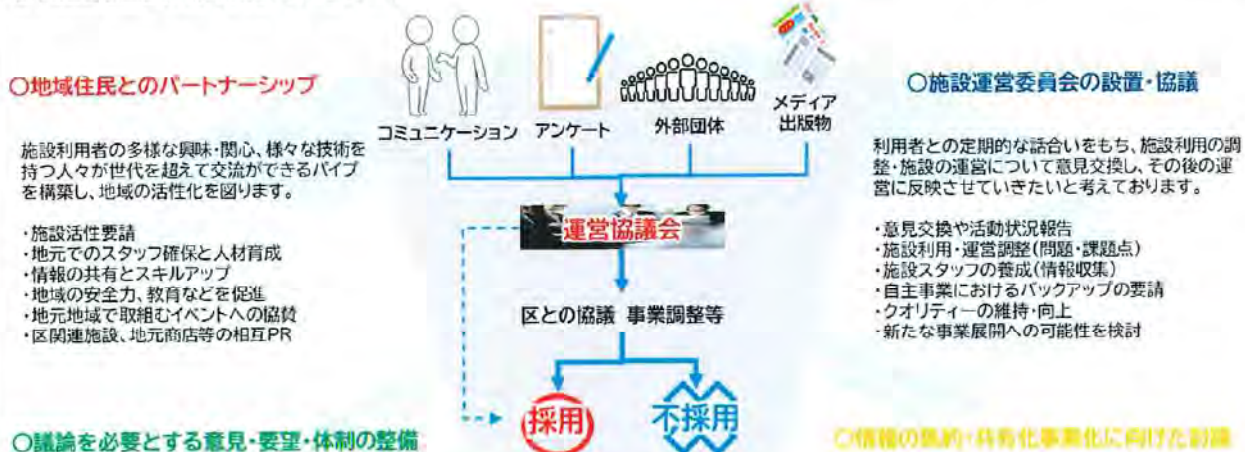 コミュニケーション
アンケート
外部団体
メディア
出版物
○地域住民とのパートナーシップ
施設利用者の多様な興味・関心、様々な技術を
持つ人々が世代を超えて交流ができるパイプ
を構築し、地域の活性化を図ります。
・施設活性要請
・地元でのスタッフ確保と人材育成
・情報の共有とスキルアップ
・地域の安全力、教育などを促進
・地元地域で取組むイベントへの協賛
・区関連施設、地元商店等の相互PR
運営協議会
区との協議 事業調整等
採用
不採用
○施設運営委員会の設置・協議
利用者との定期的な話合いをもち、施設利用の調
整・施設の運営について意見交換し、その後の運
営に反映させていきたいと考えております。
・意見交換や活動状況報告
・施設利用・運営調整(問題・課題点)
・施設スタッフの養成(情報収集)
・自主事業におけるバックアップの要請
・クオリティーの維持・向上
・新たな事業展開への可能性を検討
○議論を必要とする意見・要望・体制の整備
○情報の集約・共有化事業化に向けた討議